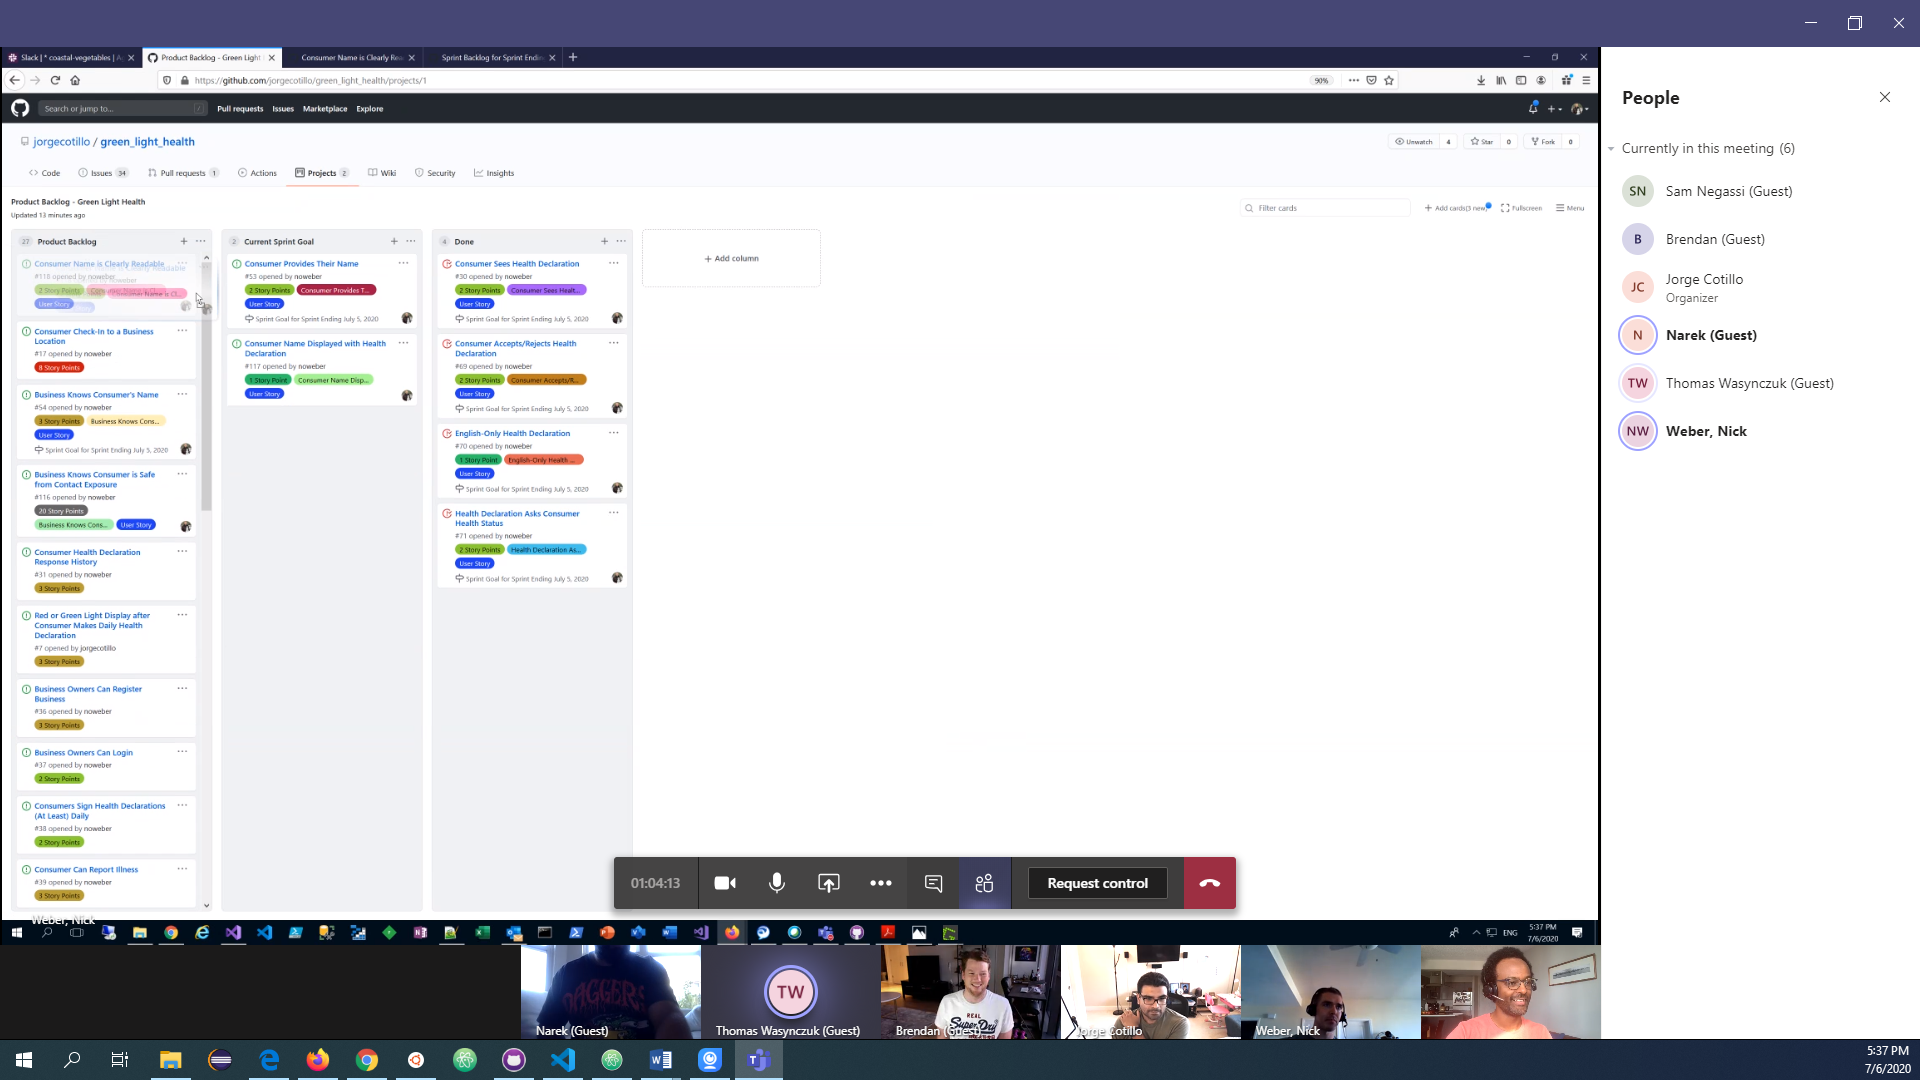 Slack | * coastal-vegetables | A
Product Backlog - Green Light
Consumer Name is Clearly Re
Sprint Backlog for Sprint Endin
https://github.com/jorgecotillo/green_light_health/projects/1
90%
Search or jump to...
Pull requests
Issues
Marketplace
Explore
jorgecotillo / green_light_health
Unwatch 4
Star 0
Fork 0
Code
Issues 34
Pull requests 1
Actions
Projects 2
Wiki
Security
Insights
Product Backlog - Green Light Health
Updated 13 minutes ago
Filter cards
+ Add cards(3 new)
Fullscreen
Menu
27 Product Backlog
Consumer Name is Clearly Readable
#118 opened by noweber
2 Story Points
Consumer Name is Cl...
User Story
Consumer Check-In to a Business
Location
#17 opened by noweber
8 Story Points
Business Knows Consumer's Name
#54 opened by noweber
3 Story Points
Business Knows Cons...
User Story
Sprint Goal for Sprint Ending July 5, 2020
Business Knows Consumer is Safe
from Contact Exposure
#116 opened by noweber
20 Story Points
Business Knows Cons...
User Story
Consumer Health Declaration
Response History
#31 opened by noweber
3 Story Points
Red or Green Light Display after
Consumer Makes Daily Health
Declaration
#7 opened by jorgecotillo
3 Story Points
Business Owners Can Register
Business
#36 opened by noweber
3 Story Points
Business Owners Can Login
#37 opened by noweber
2 Story Points
Consumers Sign Health Declarations
(At Least) Daily
#38 opened by noweber
2 Story Points
Consumer Can Report Illness
#39 opened by noweber
3 Story Points
2 Current Sprint Goal
Consumer Provides Their Name
#53 opened by noweber
2 Story Points
Consumer Provides T...
User Story
Sprint Goal for Sprint Ending July 5, 2020
Consumer Name Displayed with Health
Declaration
#117 opened by noweber
1 Story Point
Consumer Name Disp...
User Story
4 Done
Consumer Sees Health Declaration
#30 opened by noweber
2 Story Points
Consumer Sees Healt...
User Story
Sprint Goal for Sprint Ending July 5, 2020
Consumer Accepts/Rejects Health
Declaration
#69 opened by noweber
2 Story Points
Consumer Accepts/R...
User Story
Sprint Goal for Sprint Ending July 5, 2020
English-Only Health Declaration
#70 opened by noweber
1 Story Point
English-Only Health ...
User Story
Sprint Goal for Sprint Ending July 5, 2020
Health Declaration Asks Consumer
Health Status
#71 opened by noweber
2 Story Points
Health Declaration As...
User Story
Sprint Goal for Sprint Ending July 5, 2020
+ Add column
01:04:13
Request control
Weber, Nick
ENG
5:37 PM
7/6/2020
People
Currently in this meeting (6)
SN Sam Negassi (Guest)
B Brendan (Guest)
JC Jorge Cotillo
Organizer
N Narek (Guest)
TW Thomas Wasynczuk (Guest)
NW Weber, Nick
DAGGERS
Narek (Guest)
TW
Thomas Wasynczuk (Guest)
REAL
SuperDry
Brendan (Guest)
Jorge Cotillo
Weber, Nick
5:37 PM
7/6/2020